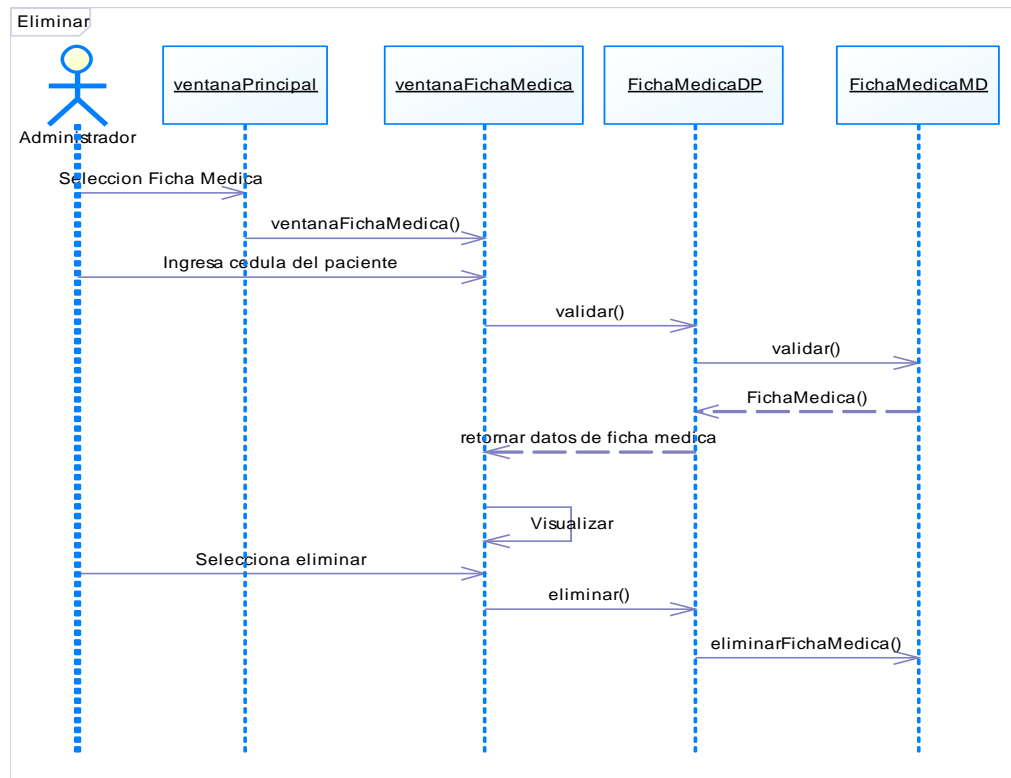 Eliminar
ventanaPrincipal
ventanaFichaMedica
FichaMedicaDP
FichaMedicaMD
Administrador
Seleccion Ficha Medica
ventanaFichaMedica()
Ingresa cedula del paciente
validar()
validar()
FichaMedica()
retornar datos de ficha medica
Visualizar
Selecciona eliminar
eliminar()
eliminarFichaMedica()